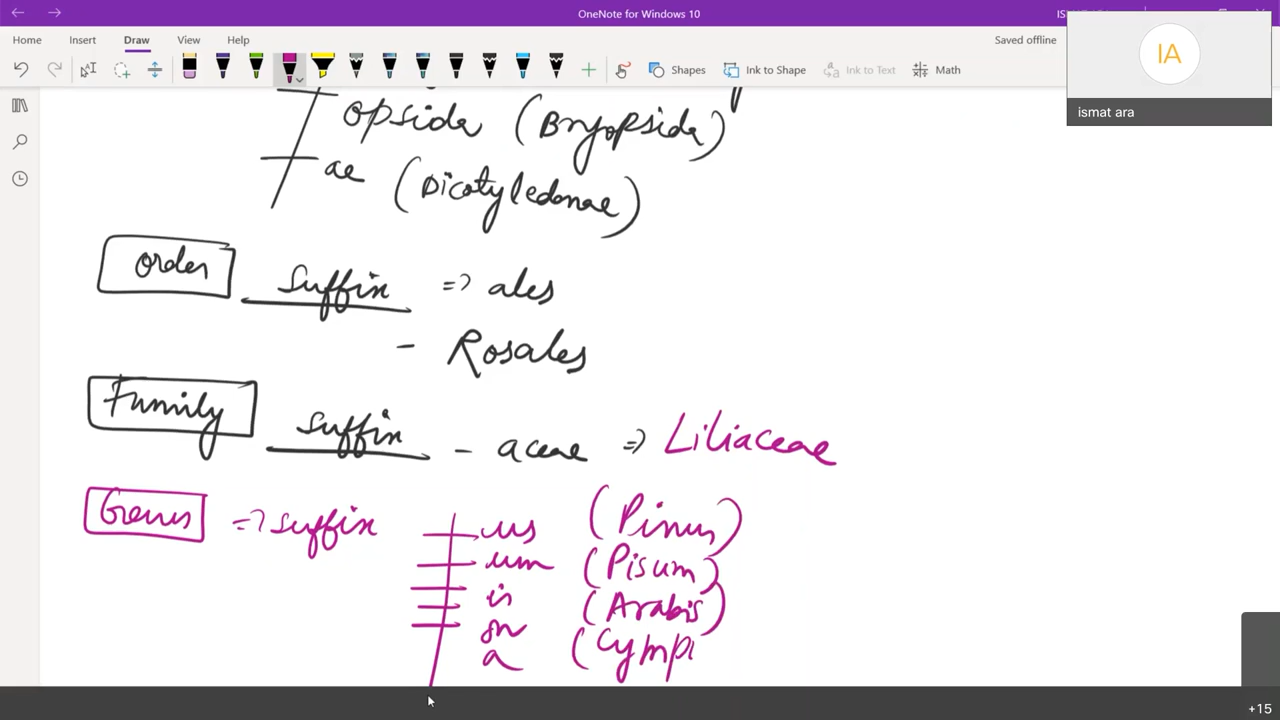 OneNote for Windows 10
Home Insert Draw View Help Saved offline
IA
Shapes Ink to Shape Ink to Text Math
ismat ara
opsida (Bryopsida)
ae (Dicotyledonae)
Order Suffix => ales
- Rosales
Family Suffix - aceae => Liliaceae
Genus => suffix us (Pinus)
um (Pisum)
is (Arabis)
on (Cympi
a
+15